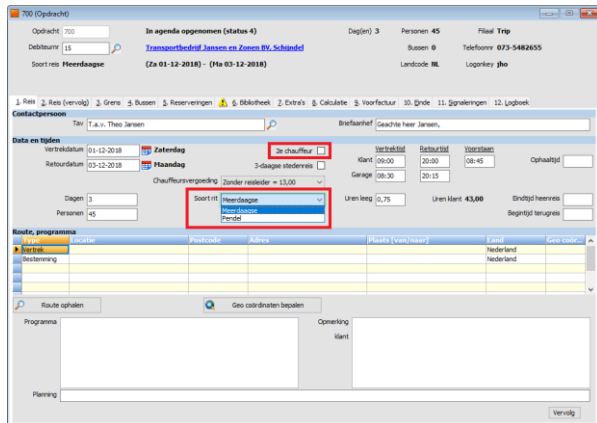 700 (Opdracht)
Opdracht 700 In agenda opgenomen (status 4) Dag(en) 3 Personen 45 Filiaal Trip
Debiteurnr 15 Transportbedrijf Jansen en Zonen BV, Schijndel Bussen 0 Telefoonnr 073-5482655
Soort reis Meerdaagse (Za 01-12-2018) - (Ma 03-12-2018) Landcode NL Logonkey jho
1. Reis 2. Reis (vervolg) 3. Grens 4. Bussen 5. Reserveringen 6. Bibliotheek 7. Extra's 8. Calculatie 9. Voorfactuur 10. Einde 11. Signaleringen 12. Logboek
Contactpersoon
Tav T.a.v. Theo Jansen Briefaanhef Geachte heer Jansen,
Data en tijden
Vertrekdatum 01-12-2018 Zaterdag 2e chauffeur Vertrektijd Retourtijd Voorstaan
Retourdatum 03-12-2018 Maandag 3-daagse stedenreis Klant 09:00 20:00 08:45 Ophaaltijd
Chauffeursvergoeding Zonder reisleider = 13,00 Garage 08:30 20:15
Dagen 3 Soort rit Meerdaagse Uren leeg 0,75 Uren klant 43,00 Eindtijd heenreis
Meerdaagse
Personen 45 Pendel Begintijd terugreis
Route, programma
Type Locatie Postcode Adres Plaats (van/naar) Land Geo coör...
Vertrek Nederland
Bestemming Nederland
Route ophalen Geo coördinaten bepalen
Programma Opmerking
klant
Planning
Vervolg